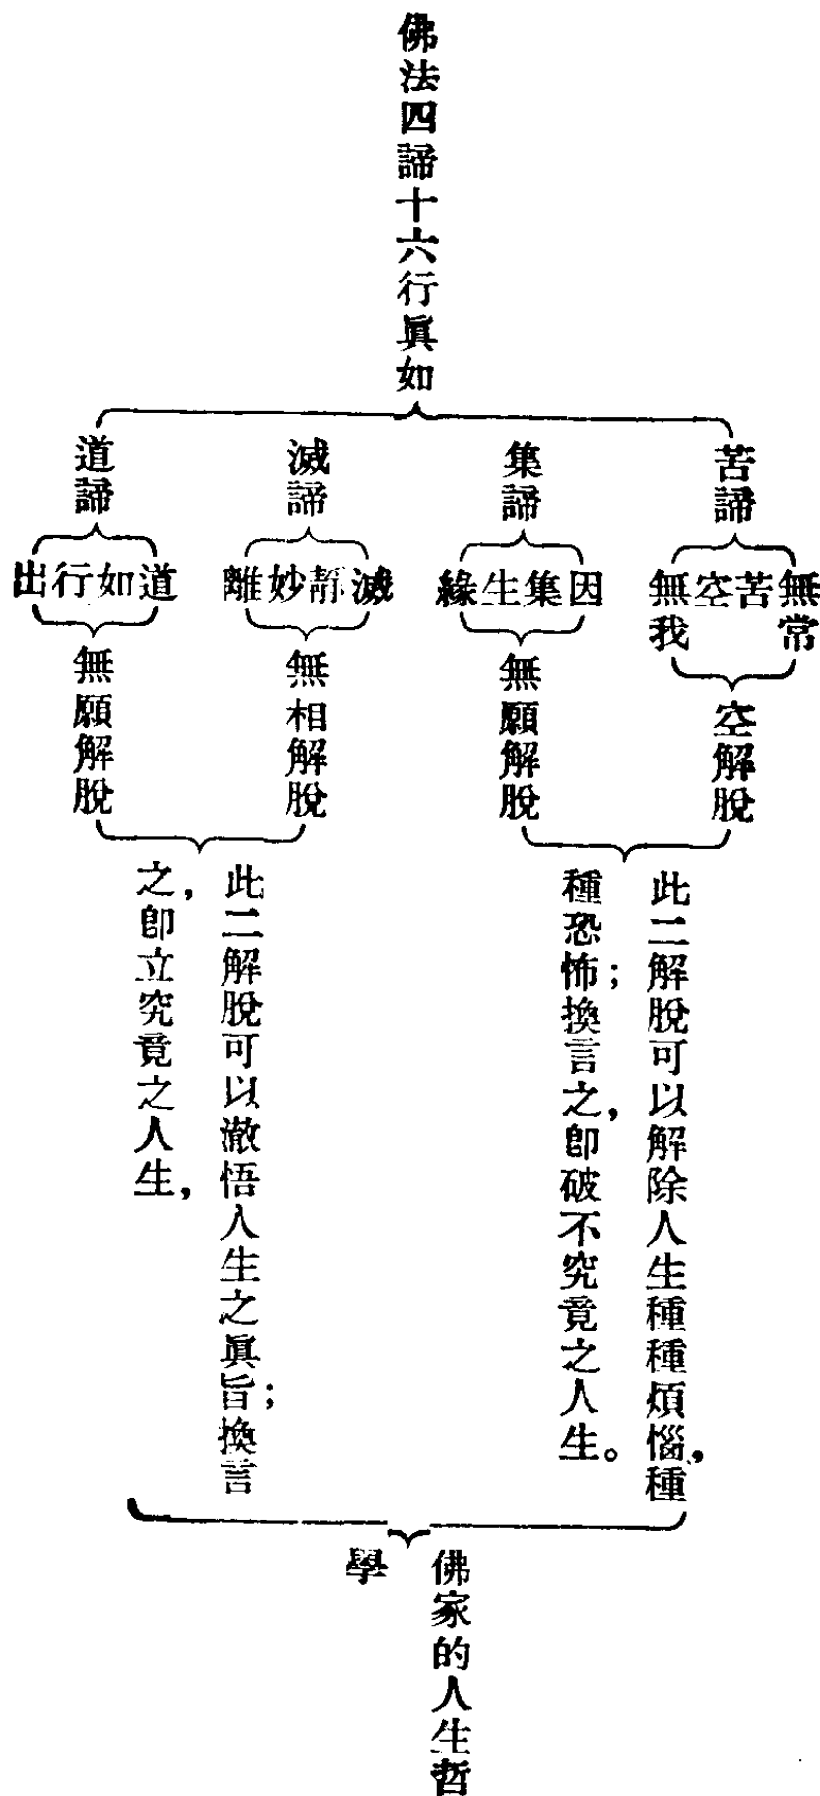 佛法四諦十六行眞如
苦諦
無常
苦
空
無我
空解脫
集諦
因
集
生
緣
無願解脫
此二解脫可以解除人生種種煩惱，種
種恐怖；換言之，卽破不究竟之人生。
滅諦
滅
靜
妙
離
無相解脫
道諦
道
如
行
出
無願解脫
此二解脫可以澈悟人生之眞旨；換言
之，卽立究竟之人生，
佛家的人生哲
學